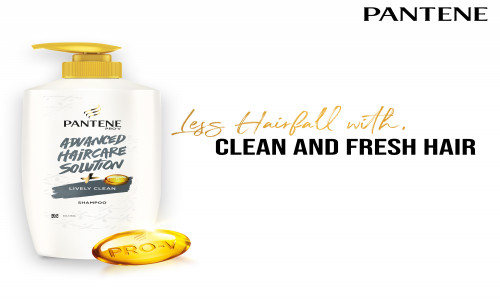 PANTENE
Less Hairfall with,
CLEAN AND FRESH HAIR
PANTENE
PRO-V
ADVANCED
HAIRCARE
SOLUTION
LIVELY CLEAN
SHAMPOO
PRO-V